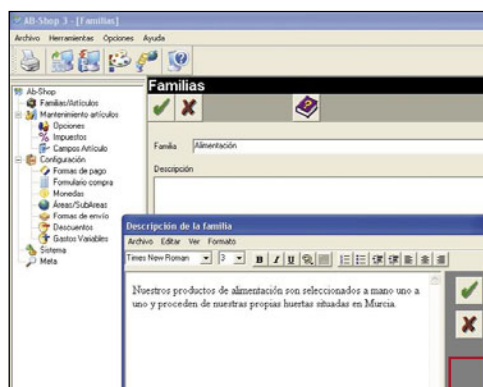 AB-Shop 3 - [Familias]
Archivo Herramientas Opciones Ayuda
Ab-Shop
Familias/Artículos
Mantenimiento artículos
Opciones
Impuestos
Campos Artículo
Configuración
Formas de pago
Formulario compra
Monedas
Áreas/SubAreas
Formas de envío
Descuentos
Gastos Variables
Sistema
Meta
Familias
Familia Alimentación
Descripción
Descripción de la familia
Archivo Editar Ver Formato
Times New Roman 3 B I U
Nuestros productos de alimentación son seleccionados a mano uno a
uno y proceden de nuestras propias huertas situadas en Murcia.